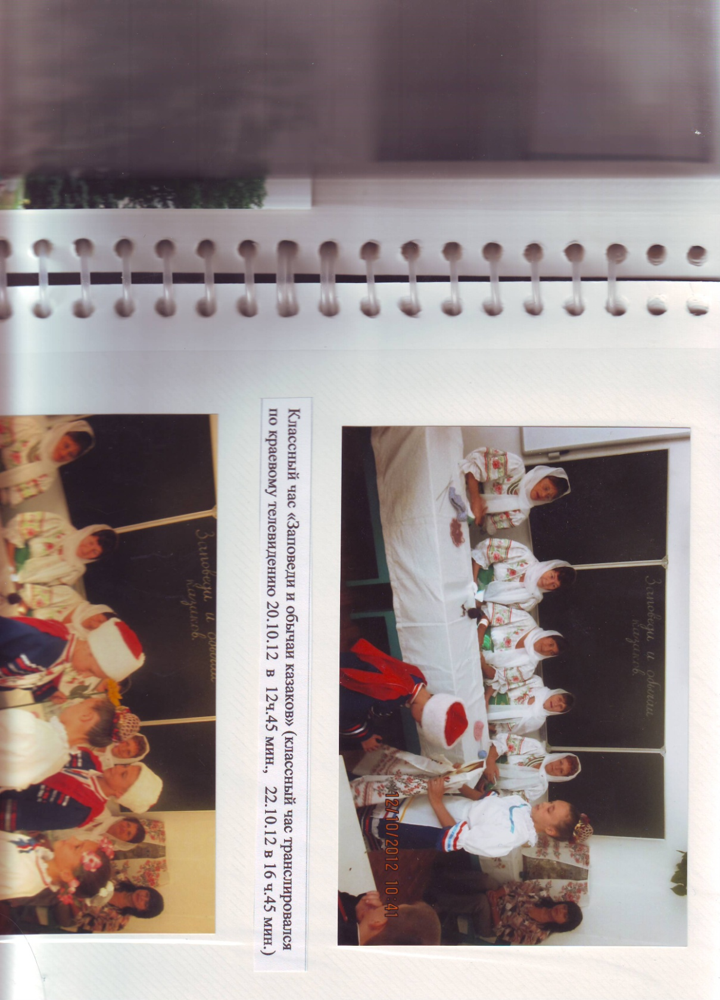 Заповеди и обычаи
казаков.
12/10/2012 10:41
Классный час «Заповеди и обычаи казаков» (классный час транслировался
по краевому телевидению 20.10.12 в 12ч.45 мин., 22.10.12 в 16 ч.45 мин.)
Заповеди и обычаи
казаков.